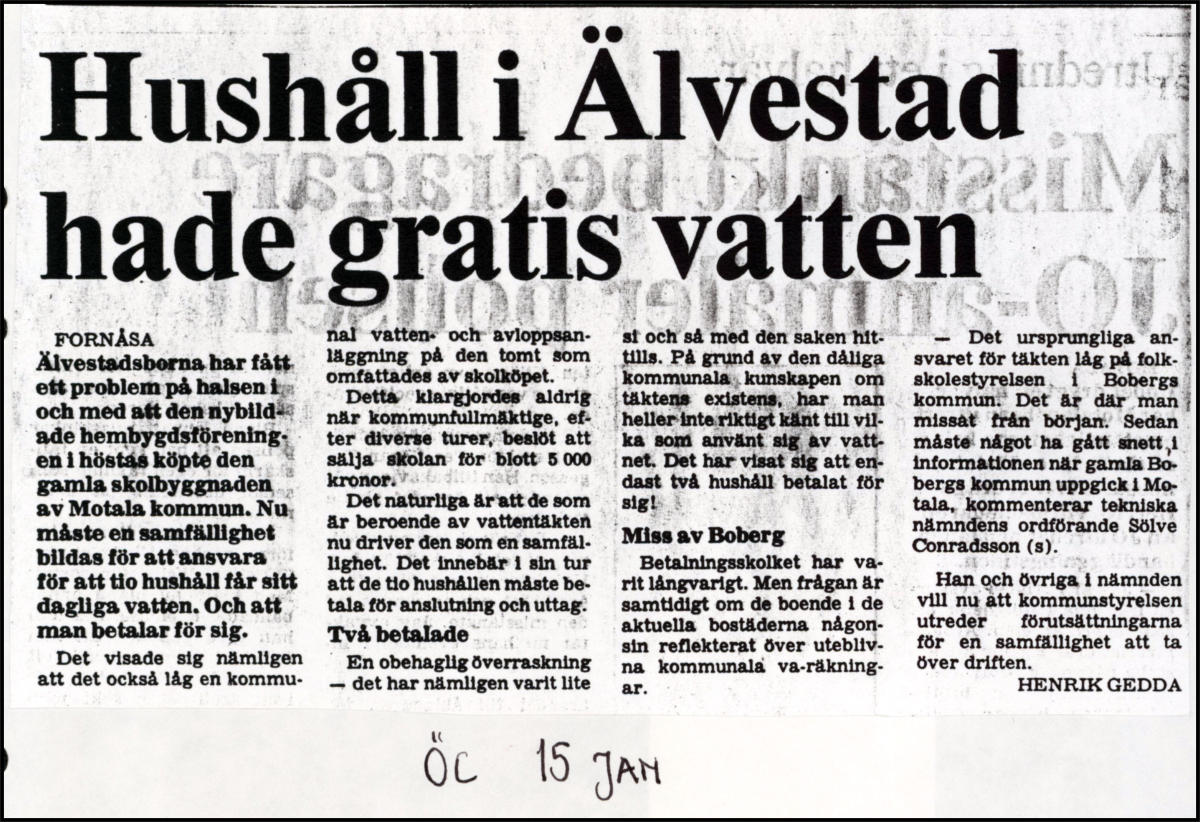 Hushåll i Älvestad
hade gratis vatten
FORNÅSA
Älvestadsborna har fått
ett problem på halsen i
och med att den nybild-
ade hembygdsförening-
en i höstas köpte den
gamla skolbyggnaden
av Motala kommun. Nu
måste en samfällighet
bildas för att ansvara
för att tio hushåll får sitt
dagliga vatten. Och att
man betalar för sig.
Det visade sig nämligen
att det också låg en kommu-
nal vatten- och avloppsan-
läggning på den tomt som
omfattades av skolköpet.
Detta klargjordes aldrig
när kommunfullmäktige, ef-
ter diverse turer, beslöt att
sälja skolan för blott 5 000
kronor.
Det naturliga är att de som
är beroende av vattentäkten
nu driver den som en samfäl-
lighet. Det innebär i sin tur
att de tio hushållen måste be-
tala för anslutning och uttag.
Två betalade
En obehaglig överraskning
— det har nämligen varit lite
si och så med den saken hit-
tills. På grund av den dåliga
kommunala kunskapen om
täktens existens, har man
heller inte riktigt känt till vil-
ka som använt sig av vatt-
net. Det har visat sig att en-
dast två hushåll betalat för
sig!
Miss av Boberg
Betalningsskolket har va-
rit långvarigt. Men frågan är
samtidigt om de boende i de
aktuella bostäderna någon-
sin reflekterat över utebliv-
na kommunala va-räkning-
ar.
— Det ursprungliga an-
svaret för täkten låg på folk-
skolestyrelsen i Bobergs
kommun. Det är där man
missat från början. Sedan
måste något ha gått snett i
informationen när gamla Bo-
bergs kommun uppgick i Mo-
tala, kommenterar tekniska
nämndens ordförande Sölve
Conradsson (s).
Han och övriga i nämnden
vill nu att kommunstyrelsen
utreder förutsättningarna
för en samfällighet att ta
över driften.
HENRIK GEDDA
ÖC 15 JAN